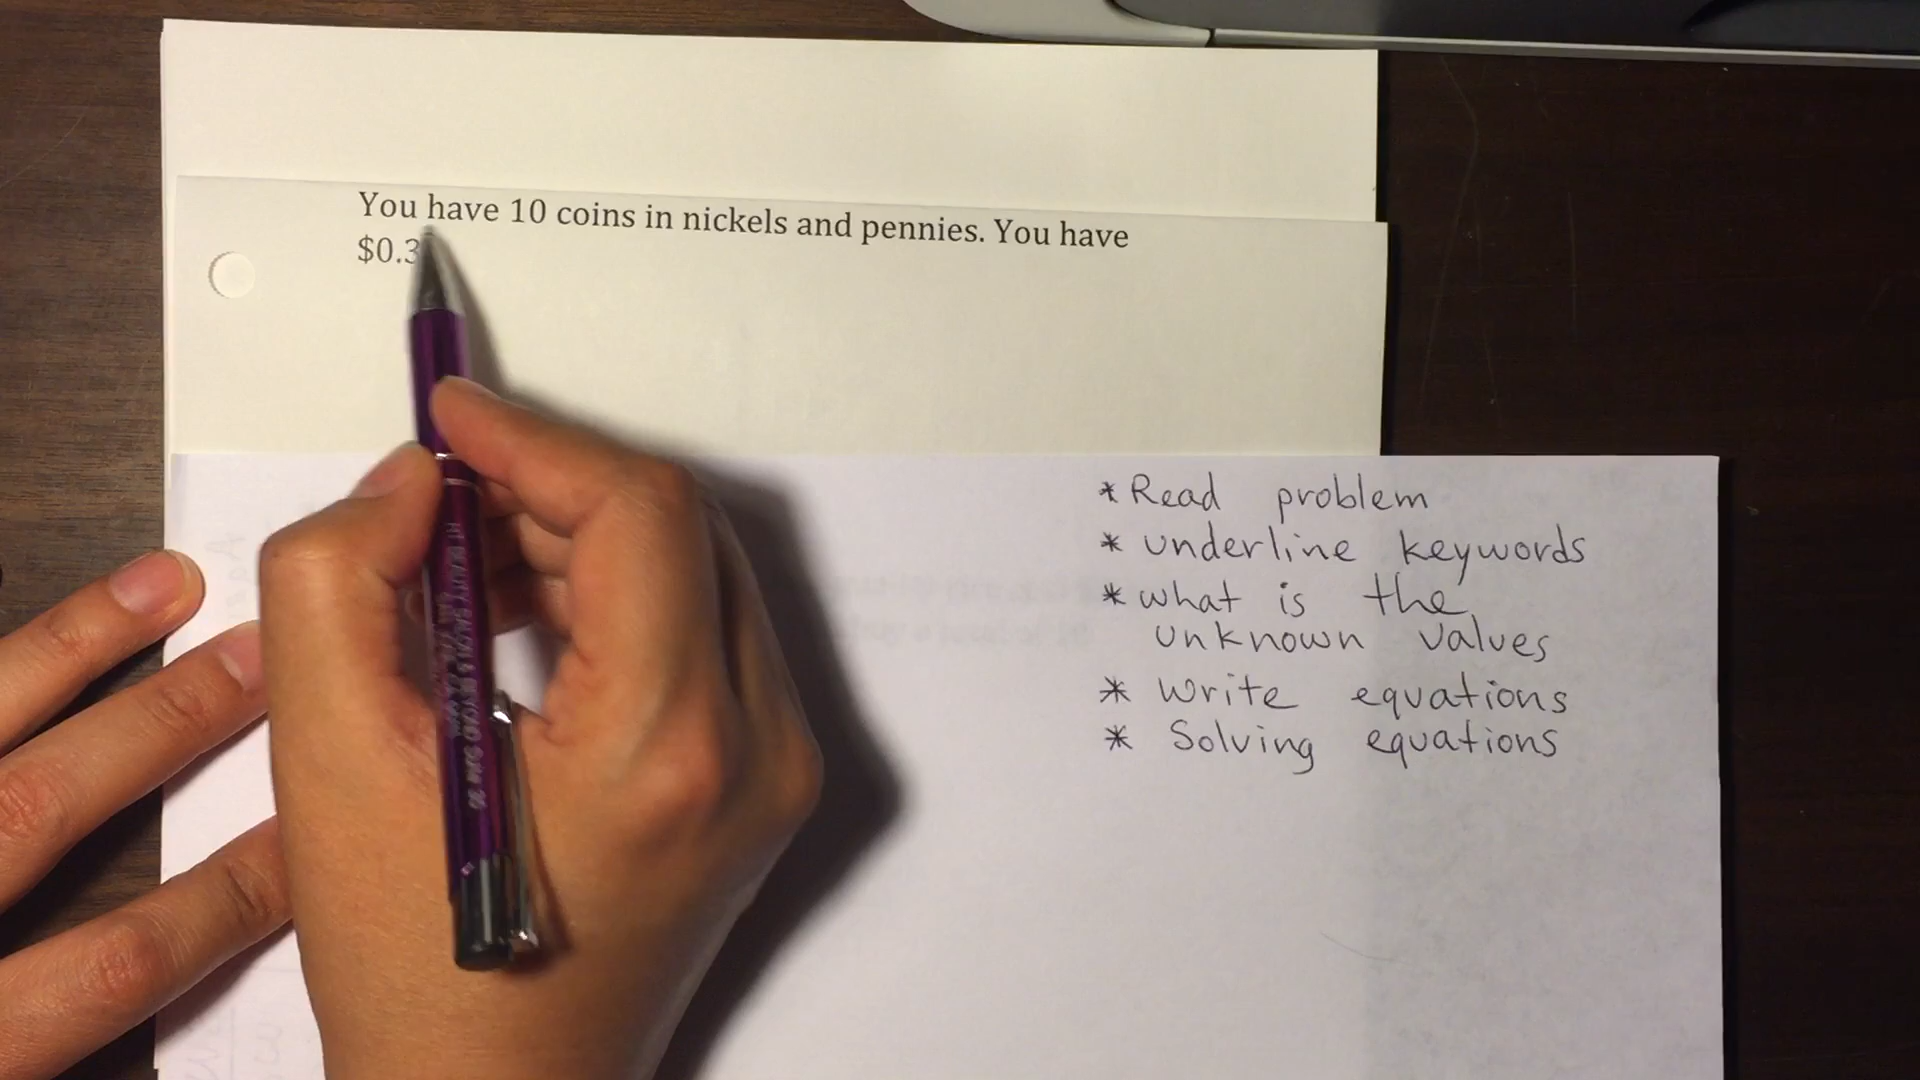 You have 10 coins in nickels and pennies. You have
$0.3
* Read problem
* underline keywords
* what is the
unknown values
* Write equations
* Solving equations